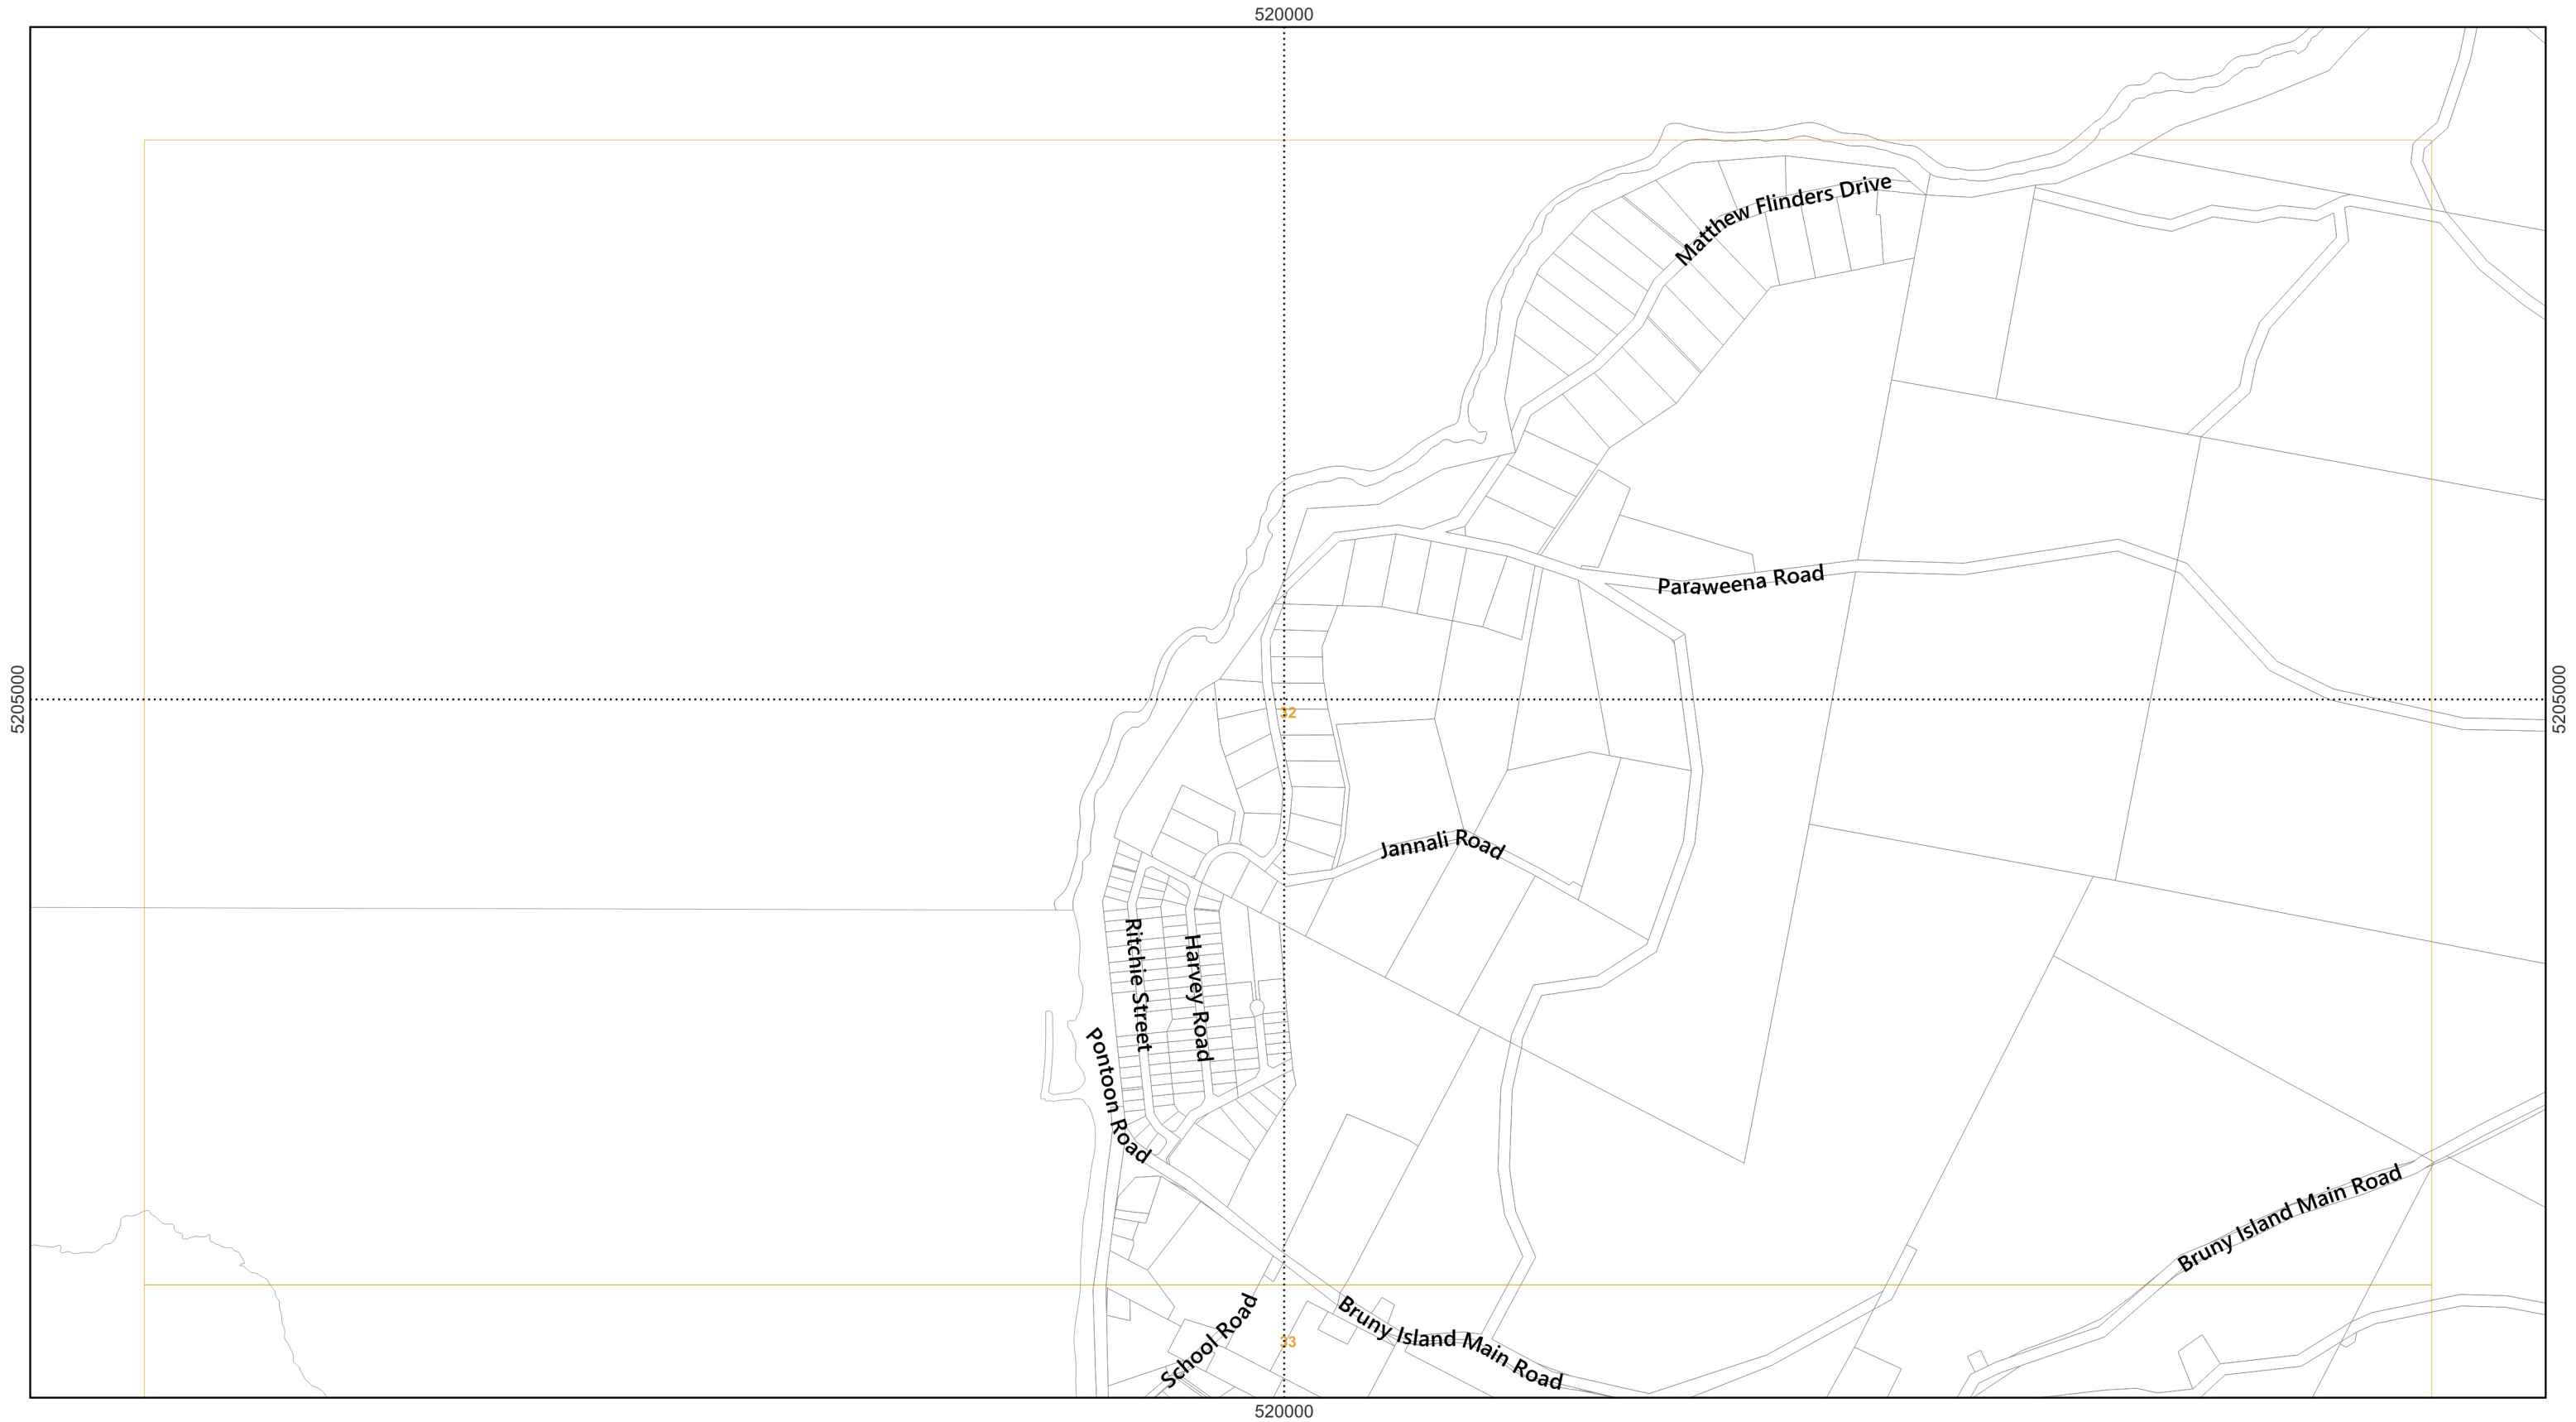 520000
Matthew Flinders Drive
Paraweena Road
5205000
5205000
32
Jannali Road
Ritchie Street
Harvey Road
Pontoon Road
Bruny Island Main Road
School Road
Bruny Island Main Road
33
520000